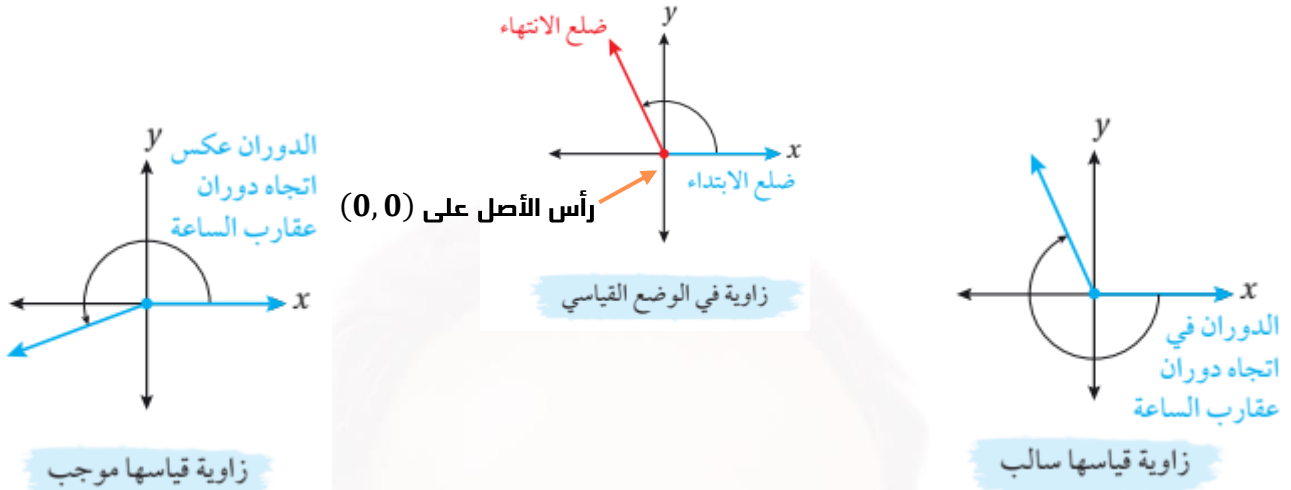 ضلع الانتهاء
y
x
ضلع الابتداء
رأس الأصل على (0, 0)
زاوية في الوضع القياسي
y
الدوران في
اتجاه دوران
عقارب الساعة
x
زاوية قياسها سالب
y
الدوران عكس
اتجاه دوران
عقارب الساعة
x
زاوية قياسها موجب